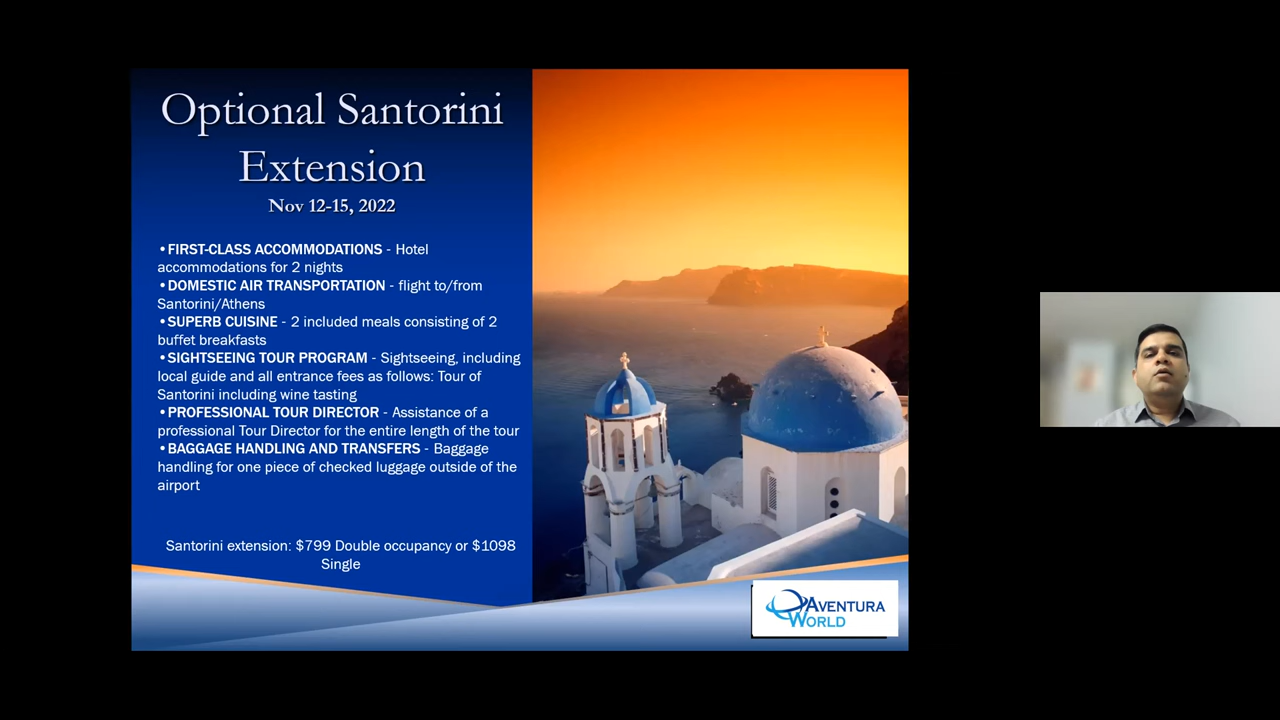 Optional Santorini
Extension
Nov 12-15, 2022
•FIRST-CLASS ACCOMMODATIONS - Hotel
accommodations for 2 nights
•DOMESTIC AIR TRANSPORTATION - flight to/from
Santorini/Athens
•SUPERB CUISINE - 2 included meals consisting of 2
buffet breakfasts
•SIGHTSEEING TOUR PROGRAM - Sightseeing, including
local guide and all entrance fees as follows: Tour of
Santorini including wine tasting
•PROFESSIONAL TOUR DIRECTOR - Assistance of a
professional Tour Director for the entire length of the tour
•BAGGAGE HANDLING AND TRANSFERS - Baggage
handling for one piece of checked luggage outside of the
airport
Santorini extension: $799 Double occupancy or $1098
Single
AVENTURA
WORLD